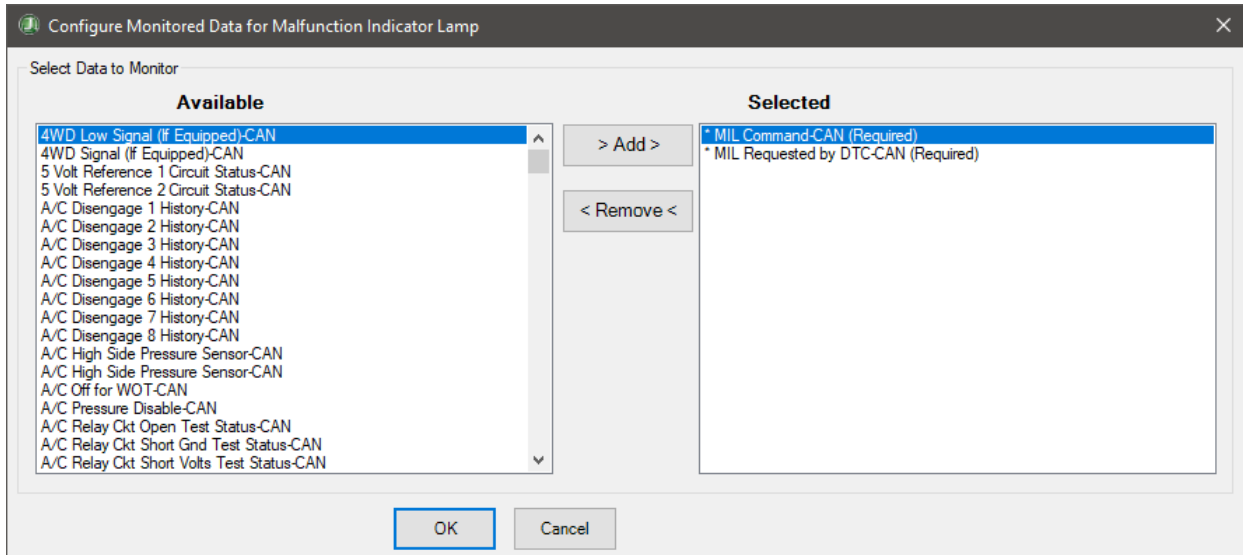 Configure Monitored Data for Malfunction Indicator Lamp
Select Data to Monitor
Available
4WD Low Signal (If Equipped)-CAN
4WD Signal (If Equipped)-CAN
5 Volt Reference 1 Circuit Status-CAN
5 Volt Reference 2 Circuit Status-CAN
A/C Disengage 1 History-CAN
A/C Disengage 2 History-CAN
A/C Disengage 3 History-CAN
A/C Disengage 4 History-CAN
A/C Disengage 5 History-CAN
A/C Disengage 6 History-CAN
A/C Disengage 7 History-CAN
A/C Disengage 8 History-CAN
A/C High Side Pressure Sensor-CAN
A/C High Side Pressure Sensor-CAN
A/C Off for WOT-CAN
A/C Pressure Disable-CAN
A/C Relay Ckt Open Test Status-CAN
A/C Relay Ckt Short Gnd Test Status-CAN
A/C Relay Ckt Short Volts Test Status-CAN
> Add >
< Remove <
Selected
* MIL Command-CAN (Required)
* MIL Requested by DTC-CAN (Required)
OK
Cancel